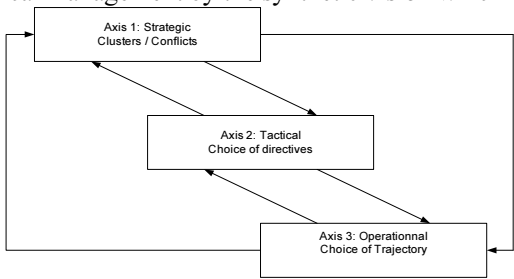 Axis 1: Strategic
Clusters / Conflicts
Axis 2: Tactical
Choice of directives
Axis 3: Operationnal
Choice of Trajectory